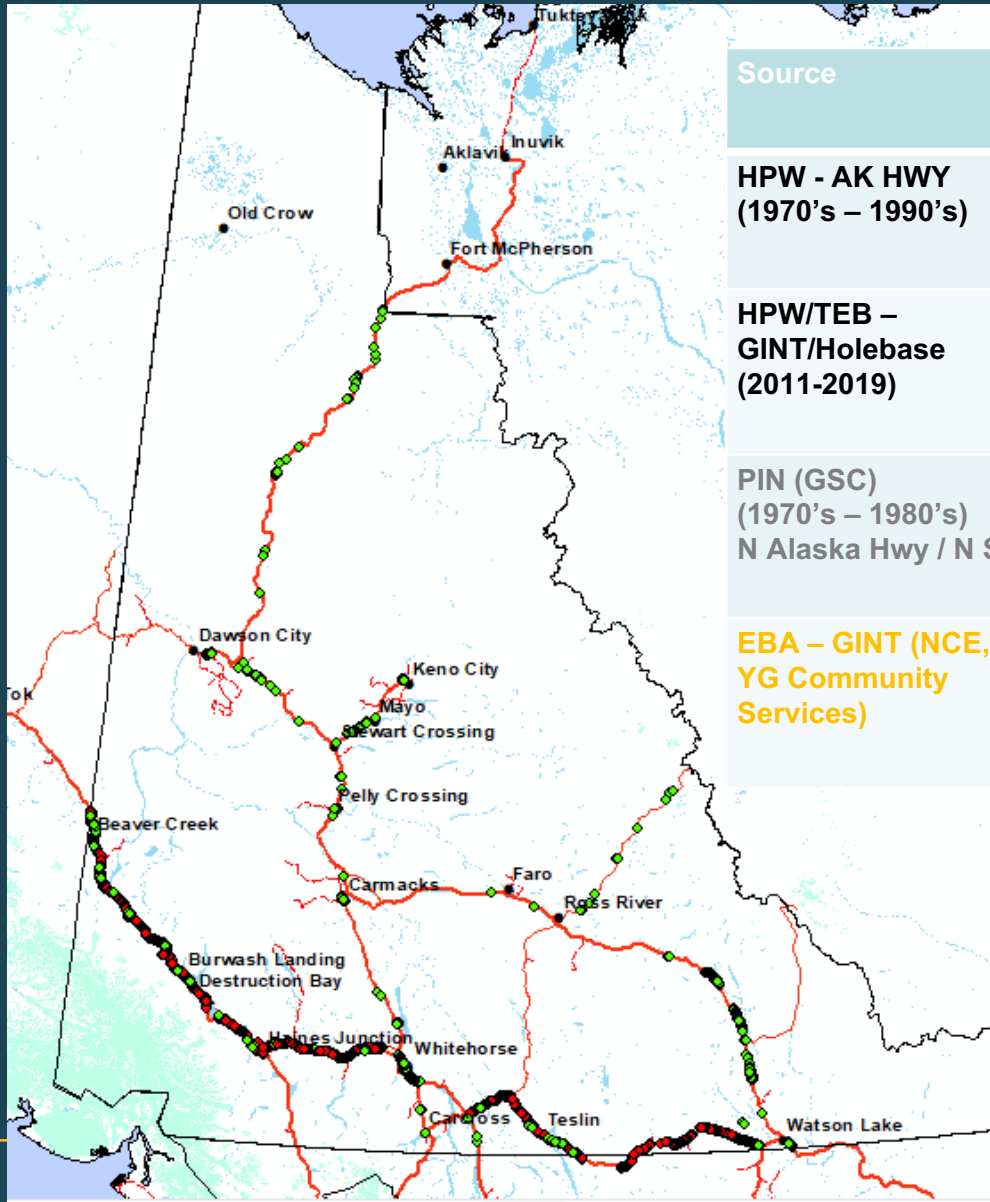 Inuvik
Aklavik
Old Crow
Fort McPherson
Dawson City
Keno City
Mayo
Stewart Crossing
Pelly Crossing
Beaver Creek
Carmacks
Faro
Ross River
Burwash Landing
Destruction Bay
Haines Junction
Whitehorse
Carcross
Teslin
Watson Lake
Source
HPW - AK HWY
(1970’s – 1990’s)
HPW/TEB –
GINT/Holebase
(2011-2019)
PIN (GSC)
(1970’s – 1980’s)
N Alaska Hwy / N S
EBA – GINT (NCE,
YG Community
Services)